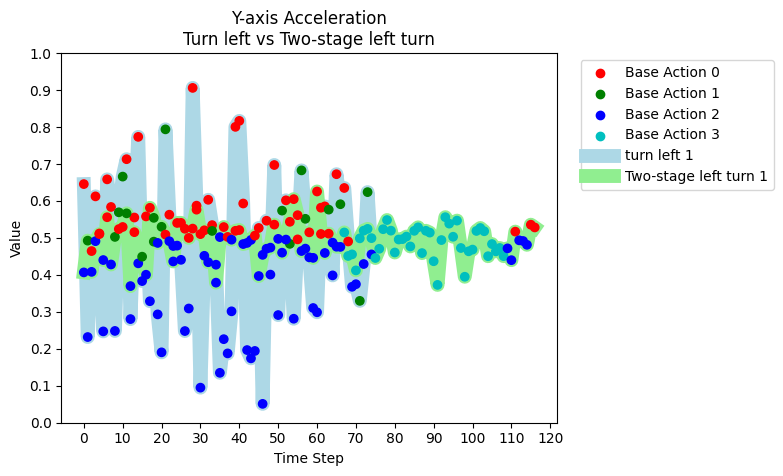 Y-axis Acceleration
Turn left vs Two-stage left turn
1.0
0.9
0.8
0.7
0.6
0.5
0.4
0.3
0.2
0.1
0.0
Value
0 10 20 30 40 50 60 70 80 90 100 110 120
Time Step
Base Action 0
Base Action 1
Base Action 2
Base Action 3
turn left 1
Two-stage left turn 1